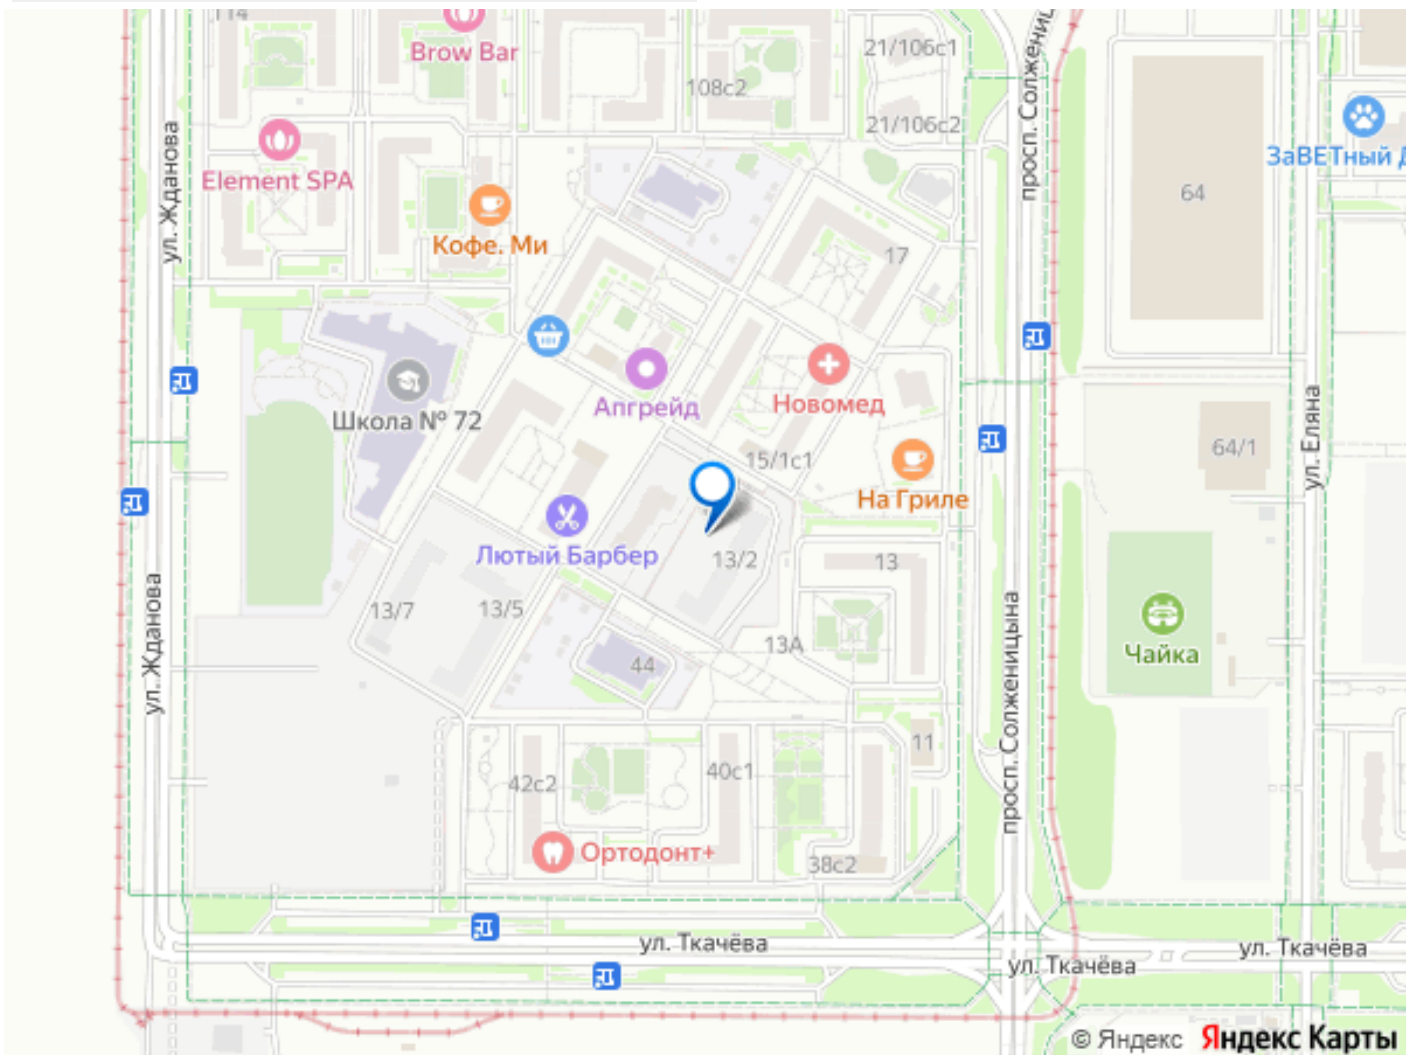 114
Brow Bar
21/106с1
просп. Солжениц
108с2
21/106с2
ул. Жданова
ЗаВЕТный Д
Element SPA
64
Кофе. Ми
17
Школа № 72
Апгрейд
Новомед
ул. Еляна
64/1
15/1с1
На Гриле
Лютый Барбер
13/2
13
13/7
13/5
ул. Жданова
13А
44
Чайка
просп. Солженицына
11
42с2
40с1
Ортодонт+
38с2
ул. Ткачёва
ул. Ткачёва
ул. Ткачёва
© Яндекс Яндекс Карты